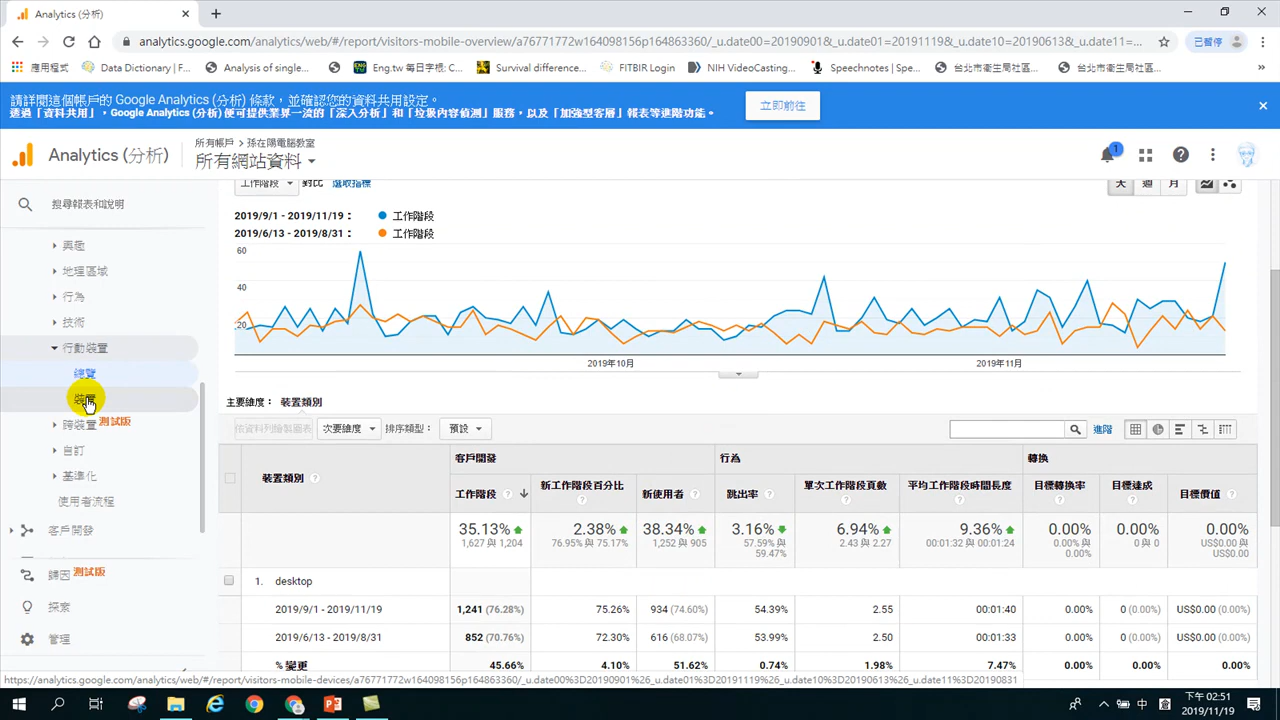 Analytics (分析)
analytics.google.com/analytics/web/#/report/visitors-mobile-overview/a76771772w164098156p164863360/_u.date00=20190901&_u.date01=20191119&_u.date10=20190613&_u.date11=...
已暫停
應用程式
Data Dictionary | F...
Analysis of single...
Eng.tw 每日字根: C...
Survival difference...
FITBIR Login
NIH VideoCasting...
Speechnotes | Spe...
台北市衛生局社區...
台北市衛生局社區...
請詳閱這個帳戶的 Google Analytics (分析) 條款，並確認您的資料共用設定。
透過「資料共用」，Google Analytics (分析) 便可提供業界一流的「深入分析」和「垃圾內容偵測」服務，以及「加強型客層」報表等進階功能。
立即前往
Analytics (分析)
所有帳戶 > 孫在陽電腦教室
所有網站資料
1
搜尋報表和說明
興趣
地理區域
行為
技術
行動裝置
總覽
裝置
跨裝置 測試版
自訂
基準化
使用者流程
客戶開發
歸因 測試版
探索
管理
工作階段 對比 選取指標
天 週 月
2019/9/1 - 2019/11/19： 工作階段
2019/6/13 - 2019/8/31： 工作階段
60
40
20
2019年10月 2019年11月
主要維度： 裝置類別
依資料列繪製圖表 次要維度 排序類型： 預設 進階
裝置類別 客戶開發 行為 轉換
工作階段 新工作階段百分比 新使用者 跳出率 單次工作階段頁數 平均工作階段時間長度 目標轉換率 目標達成 目標價值
35.13% 2.38% 38.34% 3.16% 6.94% 9.36% 0.00% 0.00% 0.00%
1,627 與 1,204 76.95% 與 75.17% 1,252 與 905 57.59% 與 59.47% 2.43 與 2.27 00:01:32 與 00:01:24 0.00% 與 0.00% 0 與 0 US$0.00 與 US$0.00
1. desktop
2019/9/1 - 2019/11/19 1,241 (76.28%) 75.26% 934 (74.60%) 54.39% 2.55 00:01:40 0.00% 0 (0.00%) US$0.00 (0.00%)
2019/6/13 - 2019/8/31 852 (70.76%) 72.30% 616 (68.07%) 53.99% 2.50 00:01:33 0.00% 0 (0.00%) US$0.00 (0.00%)
% 變更 45.66% 4.10% 51.62% 0.74% 1.98% 7.47% 0.00% 0.00% 0.00%
https://analytics.google.com/analytics/web/#/report/visitors-mobile-devices/a76771772w164098156p164863360/_u.date00%3D20190901%26_u.date01%3D20191119%26_u.date10%3D20190613%26_u.date11%3D20190831
中
下午 02:51
2019/11/19